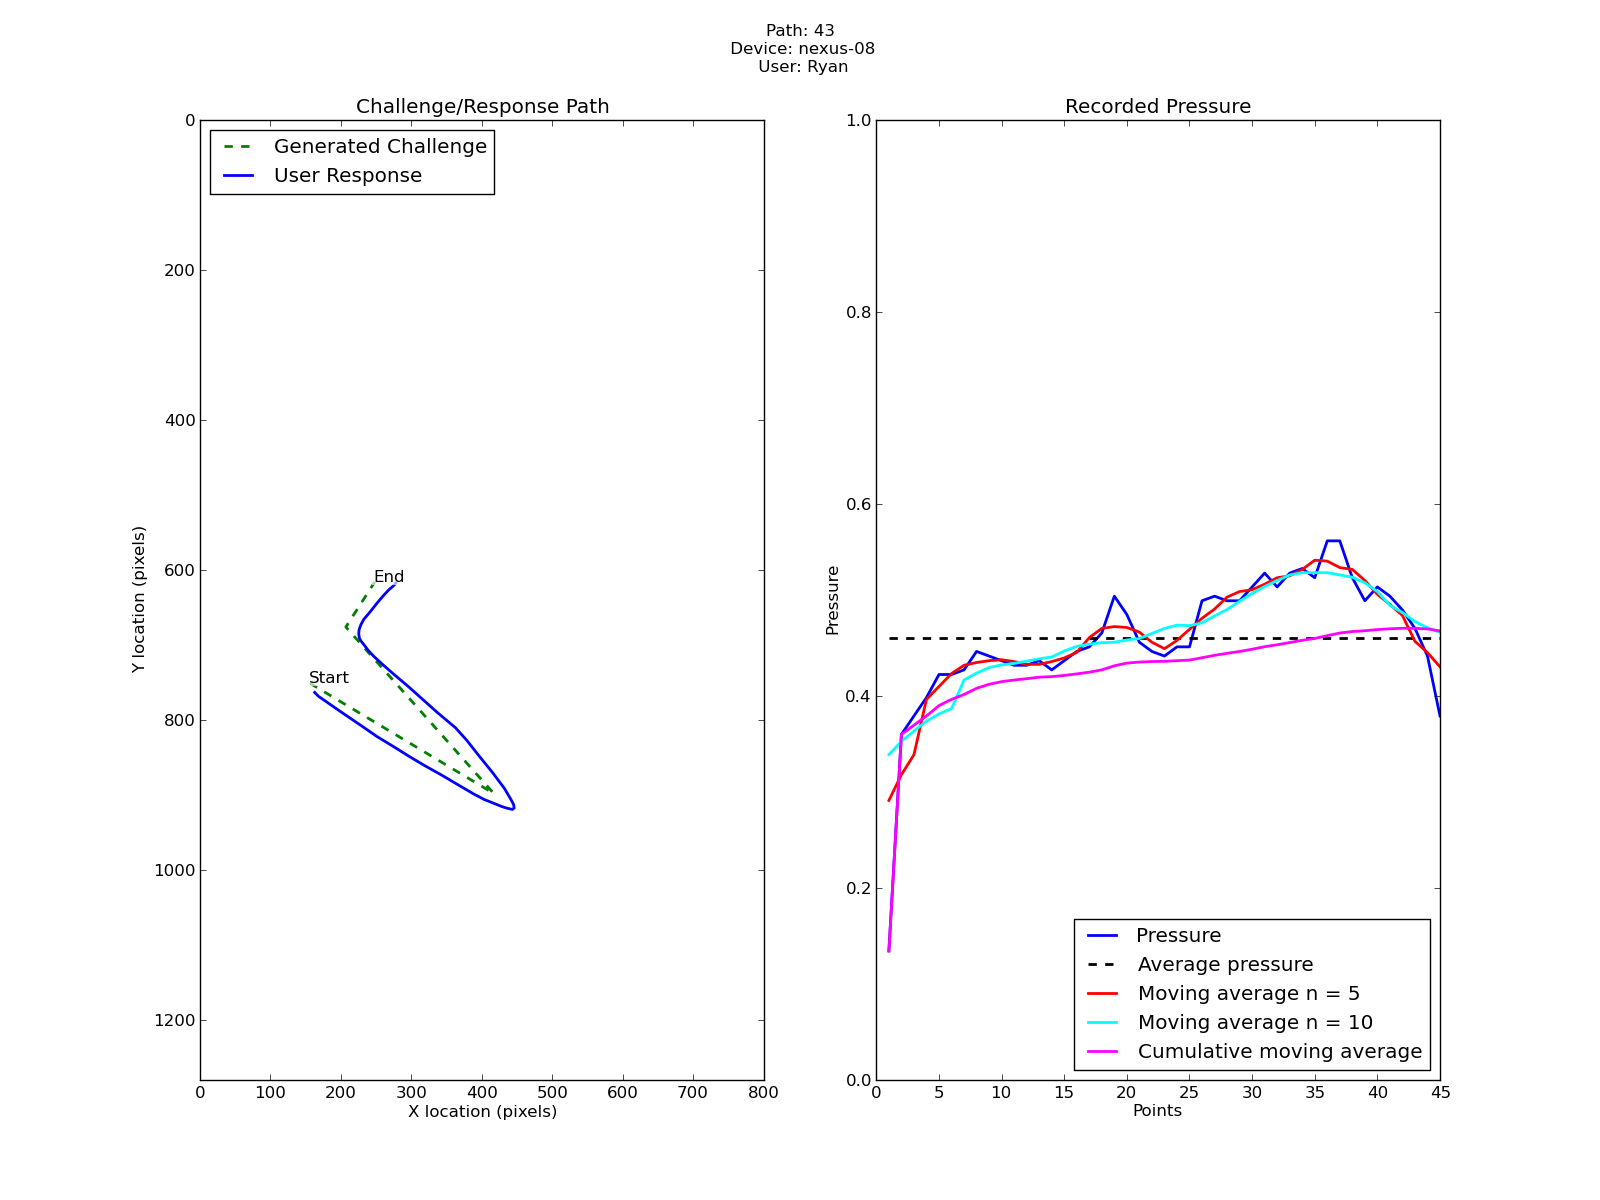 Path: 43
Device: nexus-08
User: Ryan
Challenge/Response Path
0
200
400
600
800
1000
1200
Y location (pixels)
Generated Challenge
User Response
End
Start
0 100 200 300 400 500 600 700 800
X location (pixels)
Recorded Pressure
1.0
0.8
0.6
0.4
0.2
0.0
Pressure
Pressure
Average pressure
Moving average n = 5
Moving average n = 10
Cumulative moving average
0 5 10 15 20 25 30 35 40 45
Points